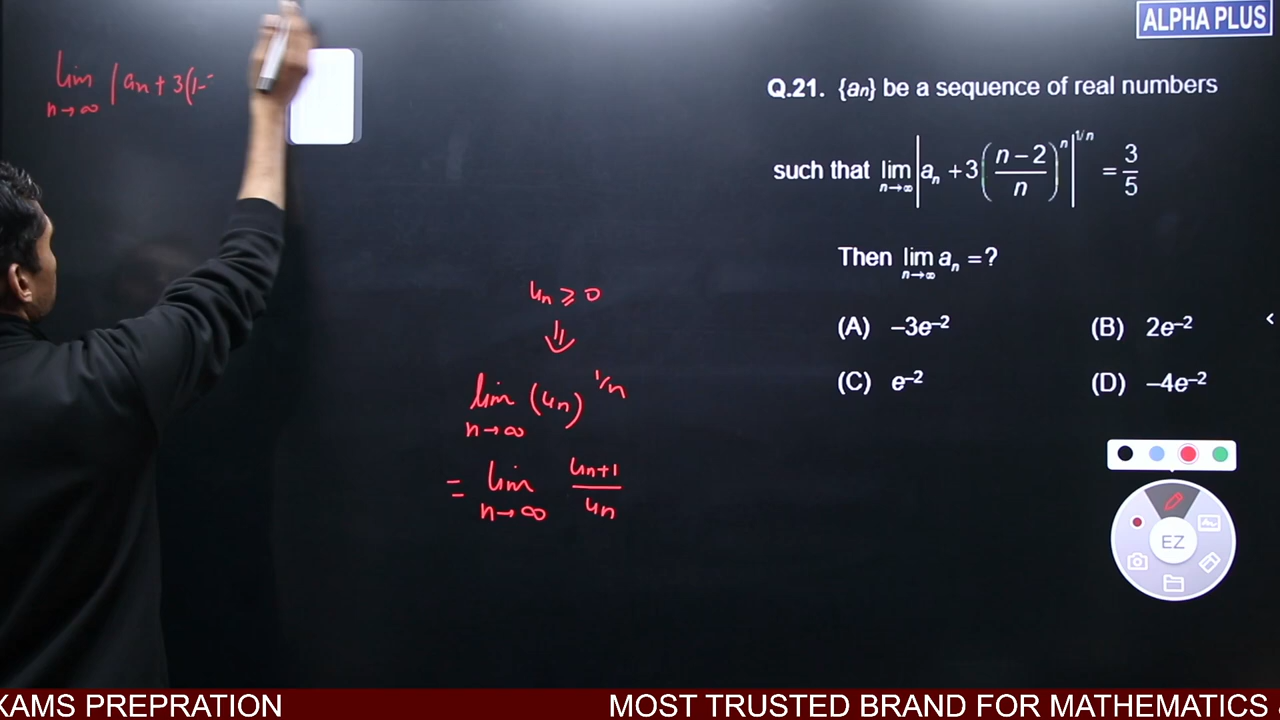 ALPHA PLUS
lim n→∞ |an + 3(1-
Q.21. {an} be a sequence of real numbers
such that lim n→∞ |an + 3((n−2)/n)^n|^1/n = 3/5
Then lim n→∞ an = ?
(A) −3e^−2 (B) 2e^−2
(C) e^−2 (D) −4e^−2
un ⩾ 0
⇓
lim n→∞ (un)^1/n
= lim n→∞ un+1/un
EZ
XAMS PREPRATION MOST TRUSTED BRAND FOR MATHEMATICS &